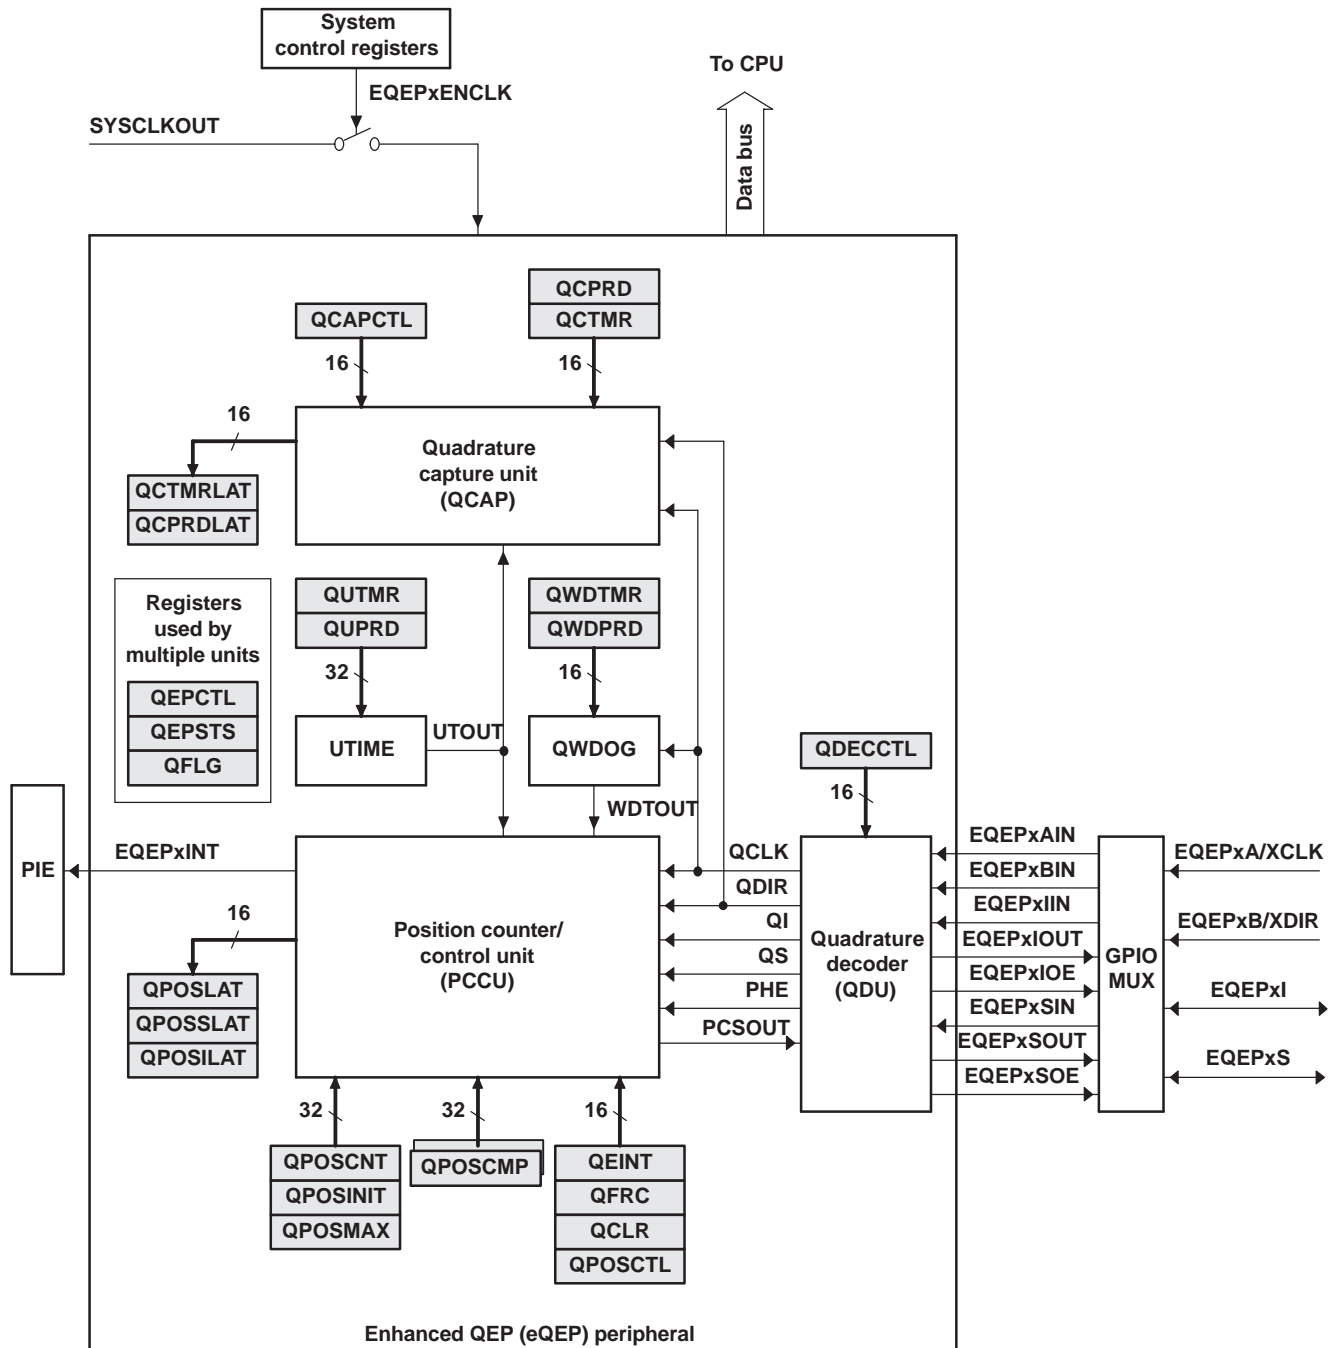 System
control registers
To CPU
EQEPxENCLK
SYSCLKOUT
Data bus
QCPRD
QCAPCTL
QCTMR
16
16
16
Quadrature
capture unit
(QCAP)
QCTMRLAT
QCPRDLAT
Registers
used by
multiple units
QEPCTL
QEPSTS
QFLG
QUTMR
QUPRD
QWDTMR
QWDPRD
32
16
UTIME
UTOUT
QWDOG
QDECCTL
WDTOUT
16
PIE
EQEPxINT
QCLK
QDIR
QI
QS
PHE
PCSOUT
16
Position counter/
control unit
(PCCU)
Quadrature
decoder
(QDU)
EQEPxAIN
EQEPxBIN
EQEPxIIN
EQEPxIOUT
EQEPxIOE
EQEPxSIN
EQEPxSOUT
EQEPxSOE
GPIO
MUX
EQEPxA/XCLK
EQEPxB/XDIR
EQEPxI
EQEPxS
QPOSLAT
QPOSSLAT
QPOSILAT
32
32
16
QPOSCNT
QPOSINIT
QPOSMAX
QPOSCMP
QEINT
QFRC
QCLR
QPOSCTL
Enhanced QEP (eQEP) peripheral